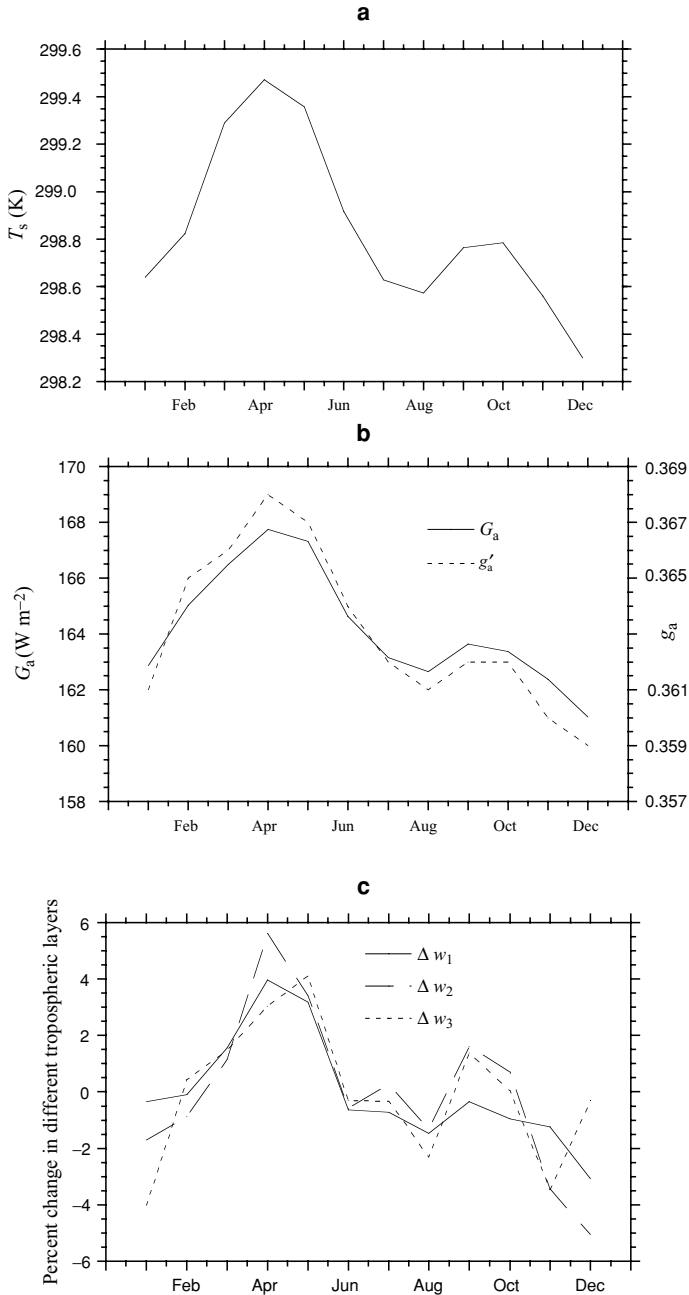 a
299.6
299.4
299.2
299.0
298.8
298.6
298.4
298.2
Ts (K)
Feb Apr Jun Aug Oct Dec
b
170
168
166
164
162
160
158
Ga (W m−2)
0.369
0.367
0.365
0.361
0.359
0.357
ga
Ga
g′a
Feb Apr Jun Aug Oct Dec
c
6
4
2
0
−2
−4
−6
Percent change in different tropospheric layers
Δ w1
Δ w2
Δ w3
Feb Apr Jun Aug Oct Dec